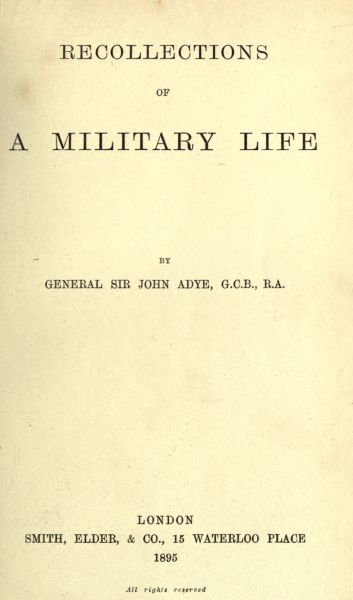 RECOLLECTIONS
OF
A MILITARY LIFE
BY
GENERAL SIR JOHN ADYE, G.C.B., R.A.
LONDON
SMITH, ELDER, & CO., 15 WATERLOO PLACE
1895
All rights reserved